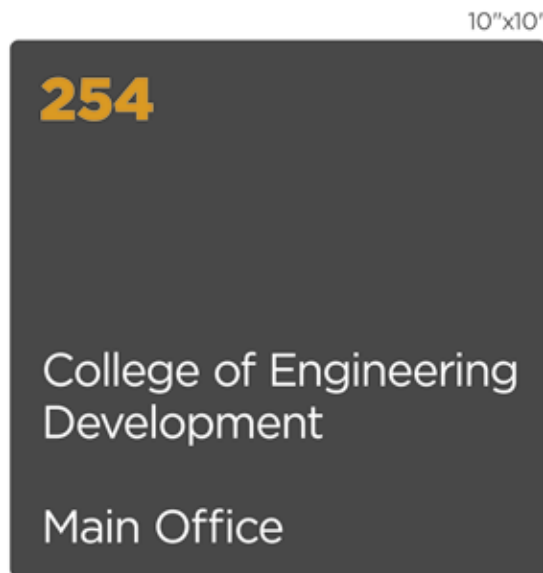 10"x10"
254
College of Engineering
Development
Main Office